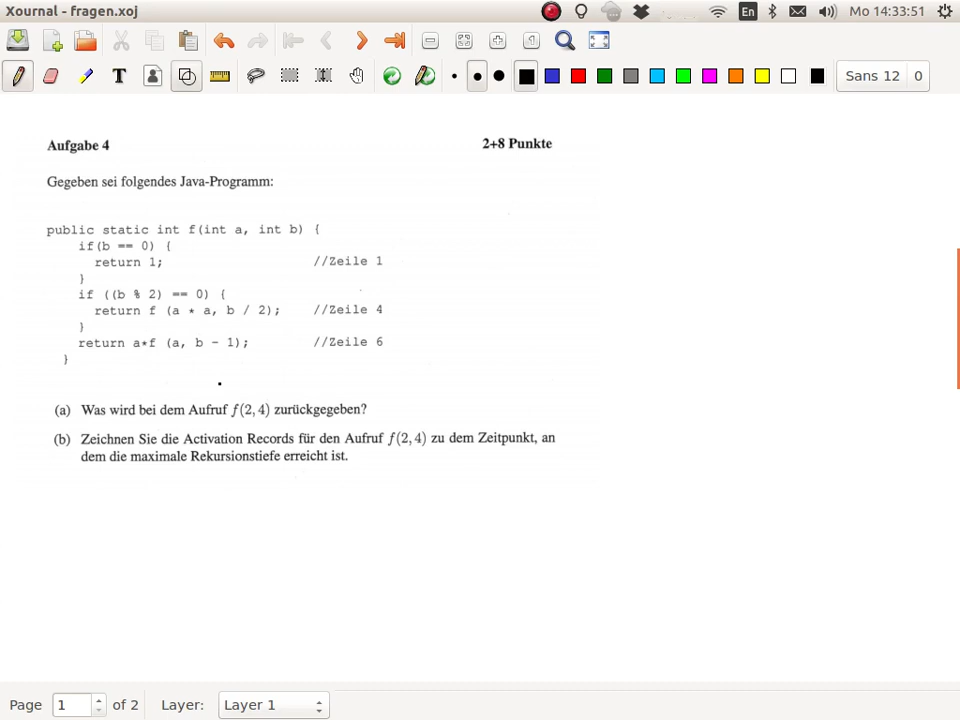 Xournal - fragen.xoj
En
Mo 14:33:51
T
Sans 12 0
Aufgabe 4 2+8 Punkte
Gegeben sei folgendes Java-Programm:
public static int f(int a, int b) {
if(b == 0) {
return 1; //Zeile 1
}
if ((b % 2) == 0) {
return f (a * a, b / 2); //Zeile 4
}
return a*f (a, b - 1); //Zeile 6
}
(a) Was wird bei dem Aufruf f(2,4) zurückgegeben?
(b) Zeichnen Sie die Activation Records für den Aufruf f(2,4) zu dem Zeitpunkt, an
dem die maximale Rekursionstiefe erreicht ist.
Page 1 of 2 Layer: Layer 1